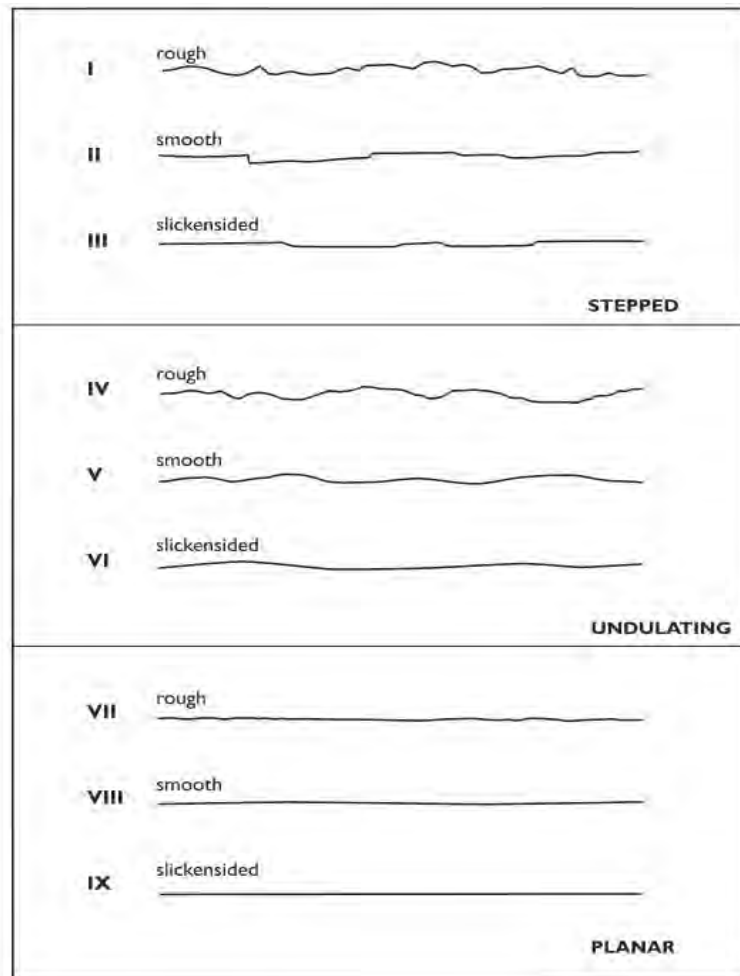 rough
I
smooth
II
slickensided
III
STEPPED
rough
IV
smooth
V
slickensided
VI
UNDULATING
rough
VII
smooth
VIII
slickensided
IX
PLANAR